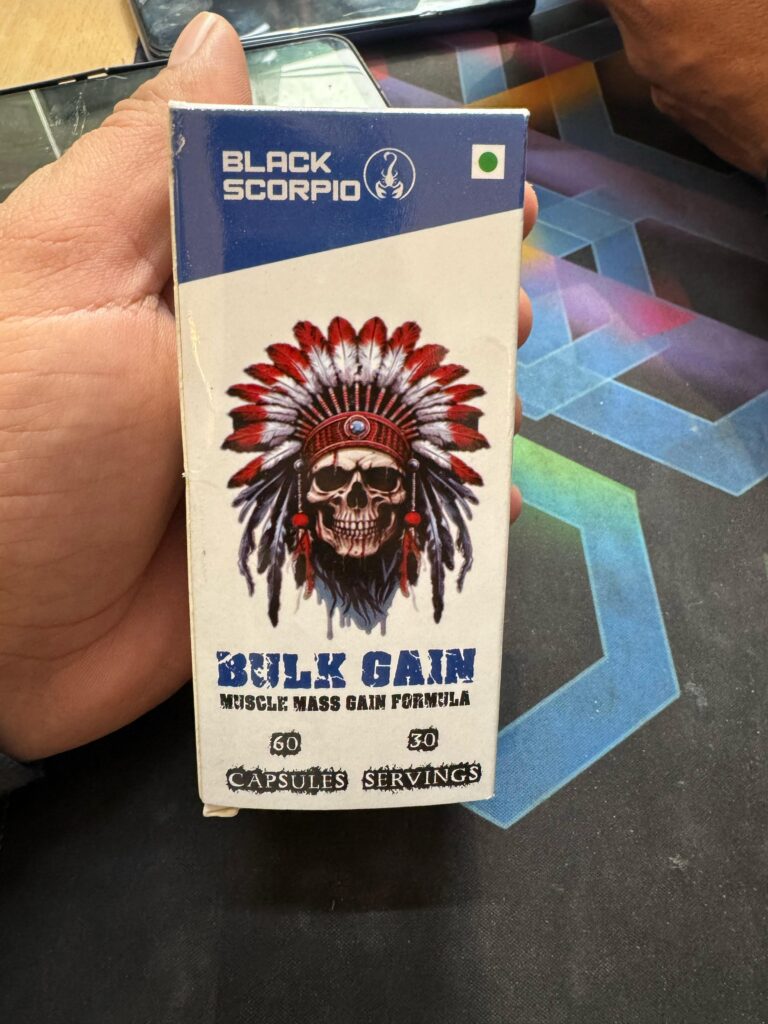 BLACK
SCORPIO
BULK GAIN
MUSCLE MASS GAIN FORMULA
60 30
CAPSULES SERVINGS